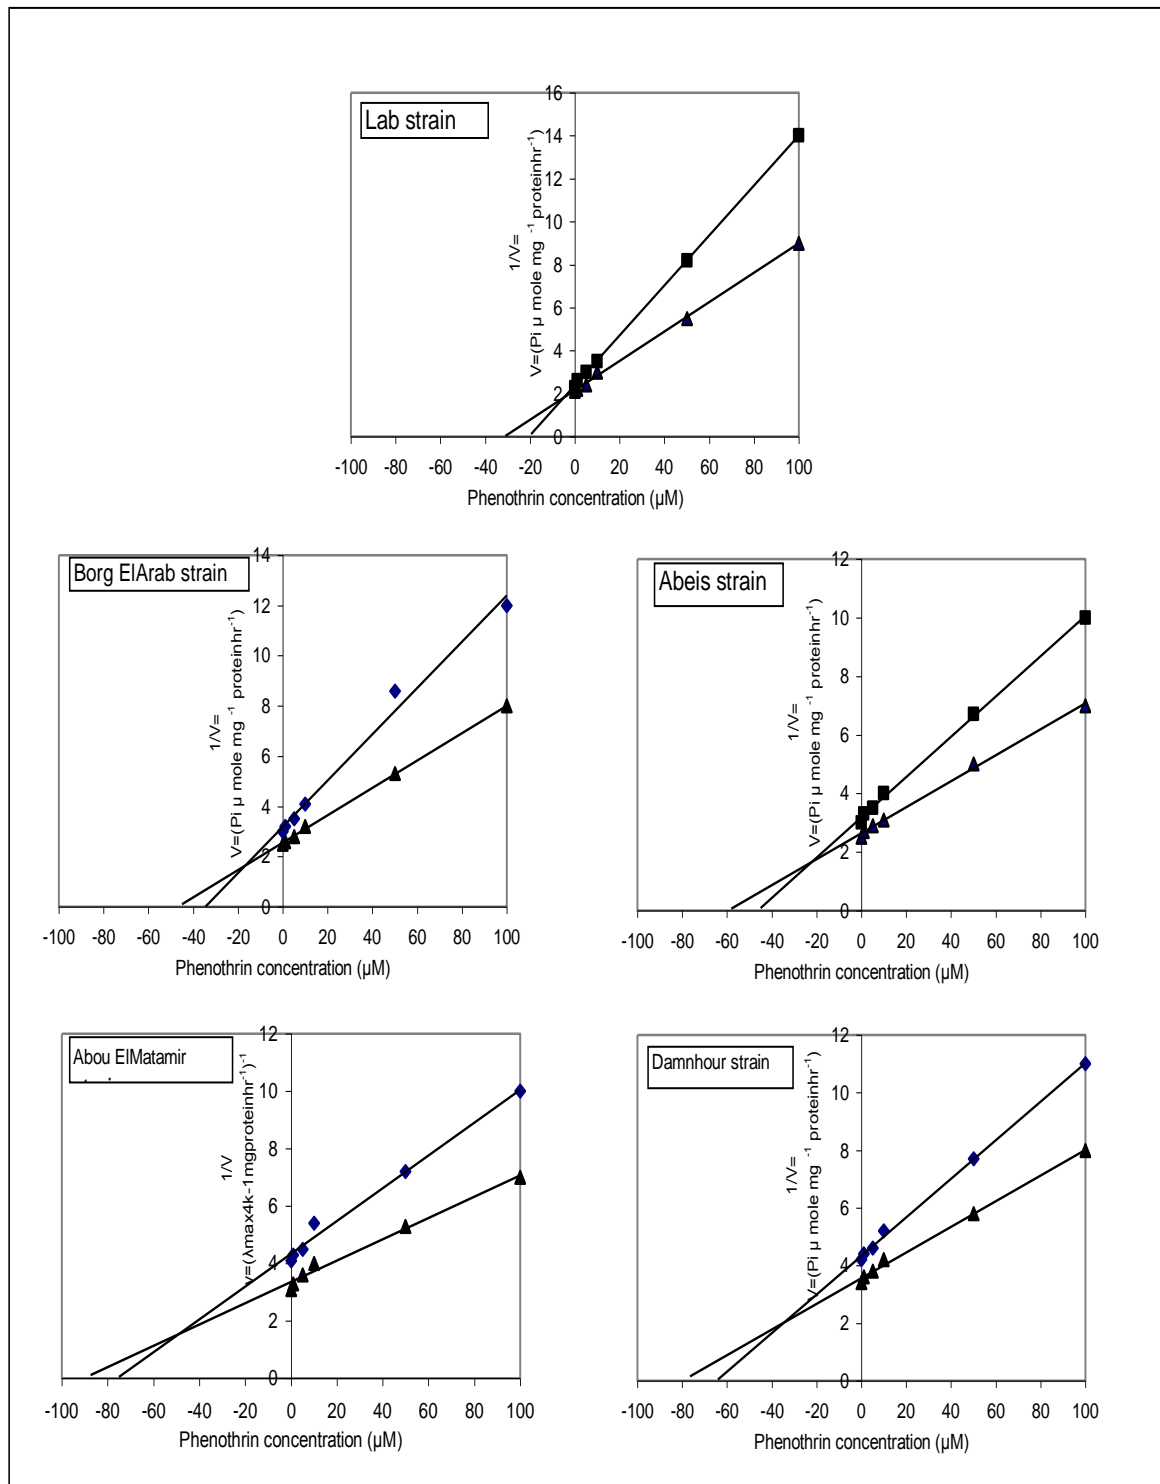 Lab strain
16
14
12
10
8
6
4
2
0
-100 -80 -60 -40 -20 0 20 40 60 80 100
1/V=
V=(Pi µ mole mg -1 proteinhr-1)
Phenothrin concentration (µM)
Borg ElArab strain
14
12
10
8
6
4
2
0
-100 -80 -60 -40 -20 0 20 40 60 80 100
1/V=
V=(Pi µ mole mg -1 proteinhr-1)
Phenothrin concentration (µM)
Abeis strain
12
10
8
6
4
2
0
-100 -80 -60 -40 -20 0 20 40 60 80 100
1/V=
V=(Pi µ mole mg -1 proteinhr-1)
Phenothrin concentration (µM)
Abou ElMatamir
12
10
8
6
4
2
0
-100 -80 -60 -40 -20 0 20 40 60 80 100
1/V
v=(λmax4k-1mgproteinhr-1)-1
Phenothrin concentration (µM)
Damnhour strain
12
10
8
6
4
2
0
-100 -80 -60 -40 -20 0 20 40 60 80 100
1/V=
V=(Pi µ mole mg -1 proteinhr-1)
Phenothrin concentration (µM)